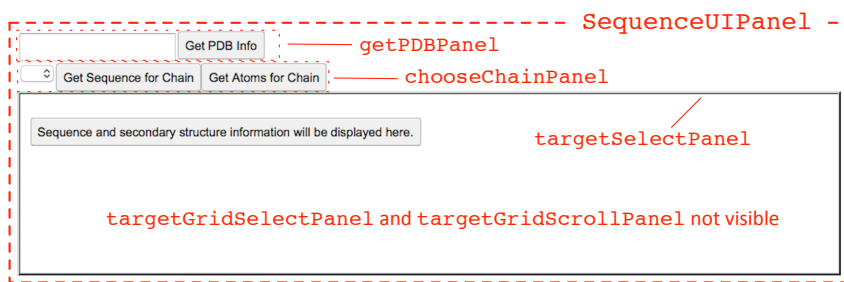 SequenceUIPanel
Get PDB Info
getPDBPanel
Get Sequence for Chain Get Atoms for Chain
chooseChainPanel
Sequence and secondary structure information will be displayed here.
targetSelectPanel
targetGridSelectPanel and targetGridScrollPanel not visible